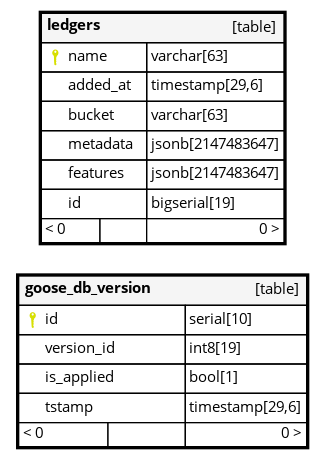 ledgers [table]
name varchar[63]
added_at timestamp[29,6]
bucket varchar[63]
metadata jsonb[2147483647]
features jsonb[2147483647]
id bigserial[19]
< 0 0 >
goose_db_version [table]
id serial[10]
version_id int8[19]
is_applied bool[1]
tstamp timestamp[29,6]
< 0 0 >